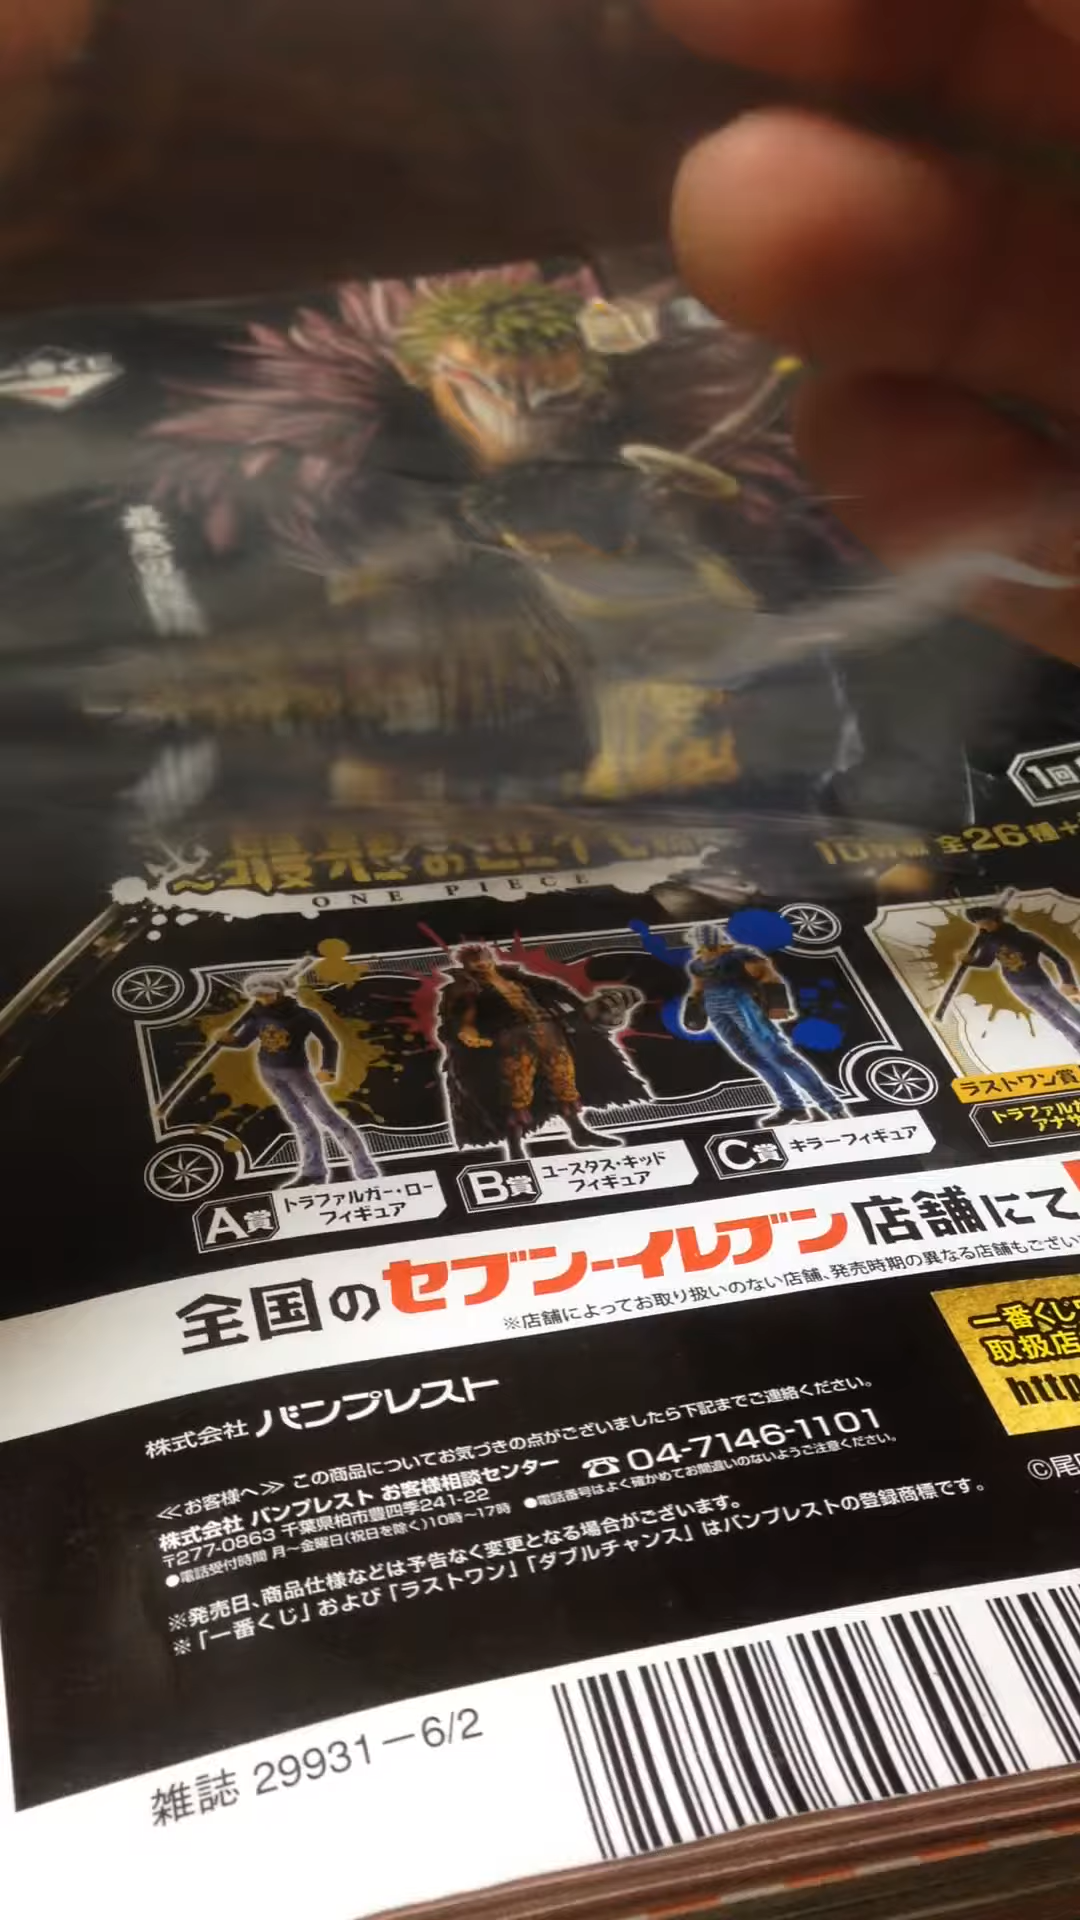 ONE PIECE
全26種+
A賞 トラファルガー・ロー
フィギュア
B賞 ユースタス・キッド
フィギュア
C賞 キラーフィギュア
ラストワン賞
トラファルガ
アナザ
全国のセブン-イレブン店舗にて
※店舗によってお取り扱いのない店舗、発売時期の異なる店舗もござい
一番くじ
取扱店
http
株式会社 バンプレスト
≪お客様へ≫ この商品についてお気づきの点がございましたら下記までご連絡ください。
株式会社 バンプレスト お客様相談センター ☎04-7146-1101
〒277-0863 千葉県柏市豊四季241-22 ●電話番号はよく確かめてお間違いのないようご注意ください。
●電話受付時間 月〜金曜日(祝日を除く)10時〜17時
※発売日、商品仕様などは予告なく変更となる場合がございます。
※「一番くじ」および「ラストワン」「ダブルチャンス」はバンプレストの登録商標です。
©尾
雑誌 29931-6/2